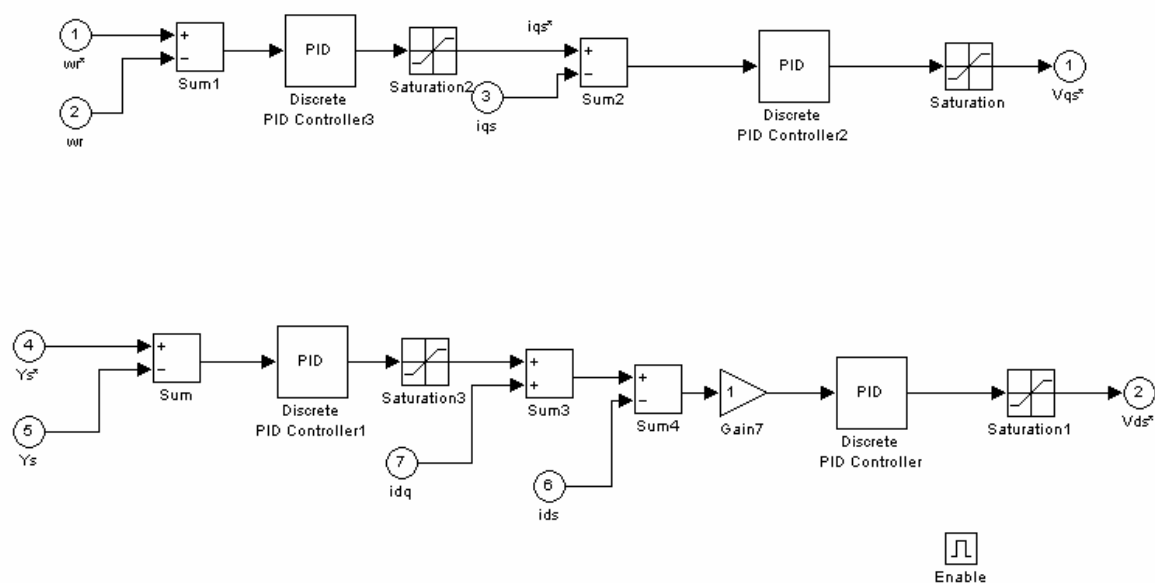 1
wr*
2
wr
+
−
Sum1
PID
Discrete
PID Controller3
Saturation2
iqs*
3
iqs
+
−
Sum2
PID
Discrete
PID Controller2
Saturation
1
Vqs*
4
Ys*
5
Ys
+
−
Sum
PID
Discrete
PID Controller1
Saturation3
7
idq
+
+
Sum3
6
ids
+
−
Sum4
1
Gain7
PID
Discrete
PID Controller
Saturation1
2
Vds*
Enable